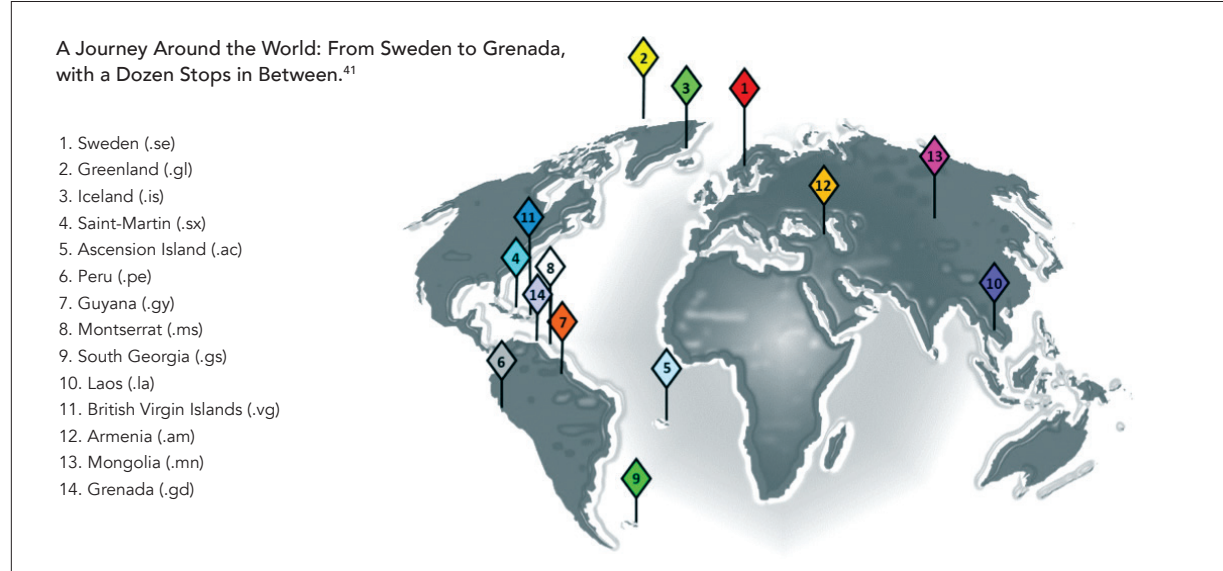 A Journey Around the World: From Sweden to Grenada,
with a Dozen Stops in Between.41
1. Sweden (.se)
2. Greenland (.gl)
3. Iceland (.is)
4. Saint-Martin (.sx)
5. Ascension Island (.ac)
6. Peru (.pe)
7. Guyana (.gy)
8. Montserrat (.ms)
9. South Georgia (.gs)
10. Laos (.la)
11. British Virgin Islands (.vg)
12. Armenia (.am)
13. Mongolia (.mn)
14. Grenada (.gd)
2
3
1
13
12
11
4
8
14
10
7
6
5
9